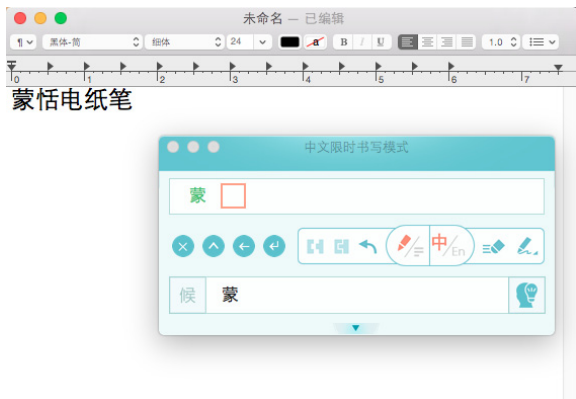 未命名 — 已编辑
¶ 黑体-简 细体 24 a B I U 1.0
0 1 2 3 4 5 6 7
蒙恬电纸笔
中文限时书写模式
蒙
中/En
候 蒙